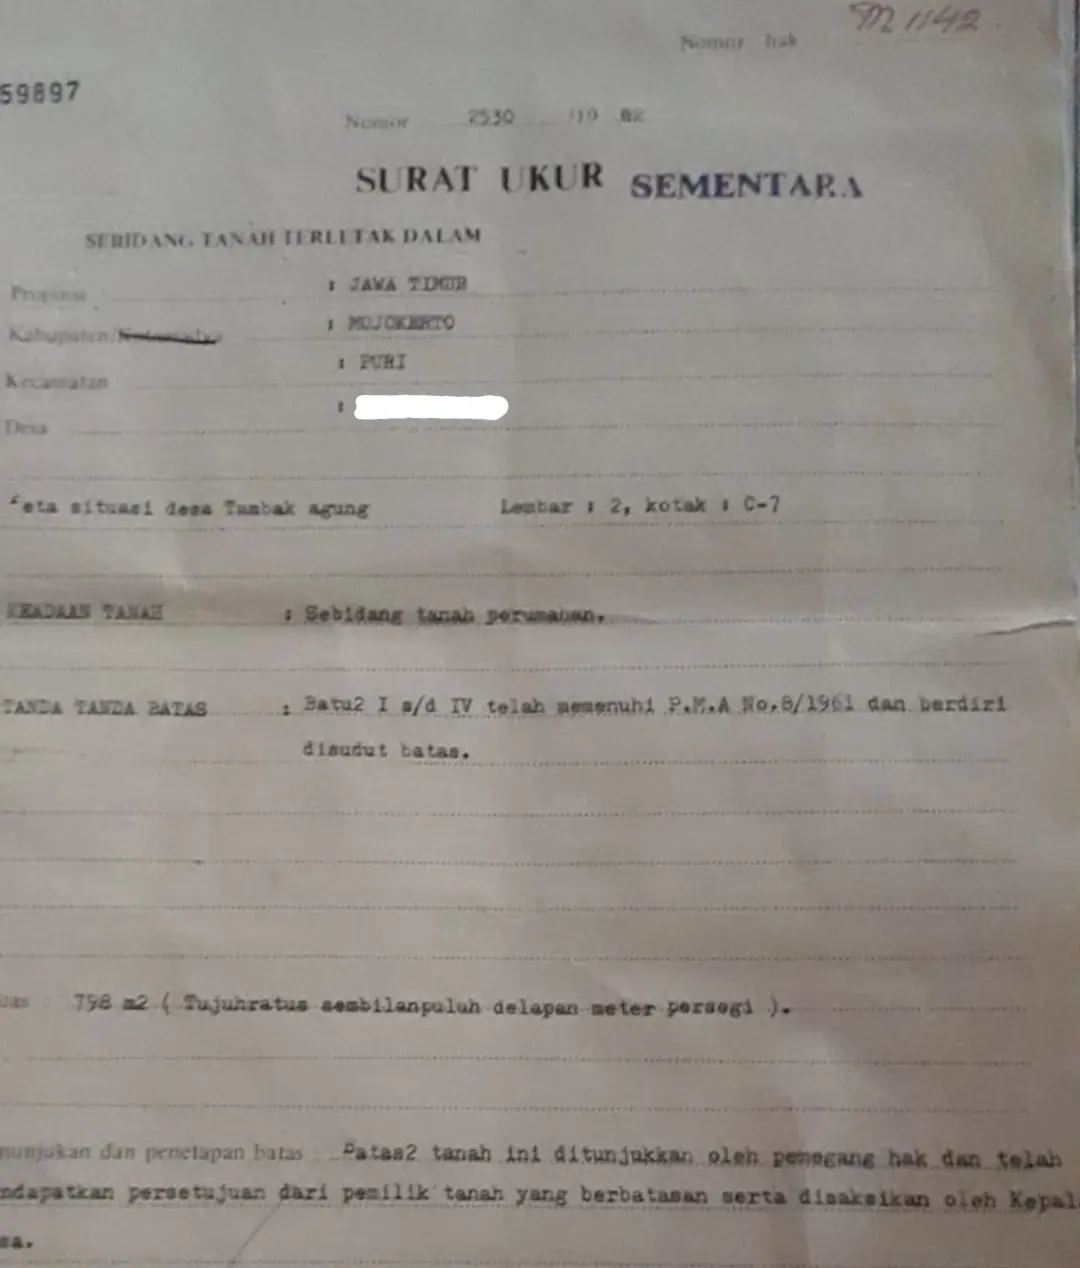 M 1142
Nomor hak
59897
Nomor 2530 /19 82
SURAT UKUR SEMENTARA
SEBIDANG TANAH TERLETAK DALAM
Propinsi : JAWA TIMUR
Kabupaten/Kotamadya : MOJOKERTO
Kecamatan : PURI
Desa :
Peta situasi desa Tambak agung Lembar : 2, kotak : C-7
KEADAAN TANAH : Sebidang tanah perumahan.
TANDA TANDA BATAS : Batu2 I s/d IV telah memenuhi P.M.A No.8/1961 dan berdiri
disudut batas.
uas : 798 m2 ( Tujuhratus sembilanpuluh delapan meter persegi ).
nunjukan dan penetapan batas : Batas2 tanah ini ditunjukkan oleh pemegang hak dan telah
ndapatkan persetujuan dari pemilik tanah yang berbatasan serta disaksikan oleh Kepal
sa.